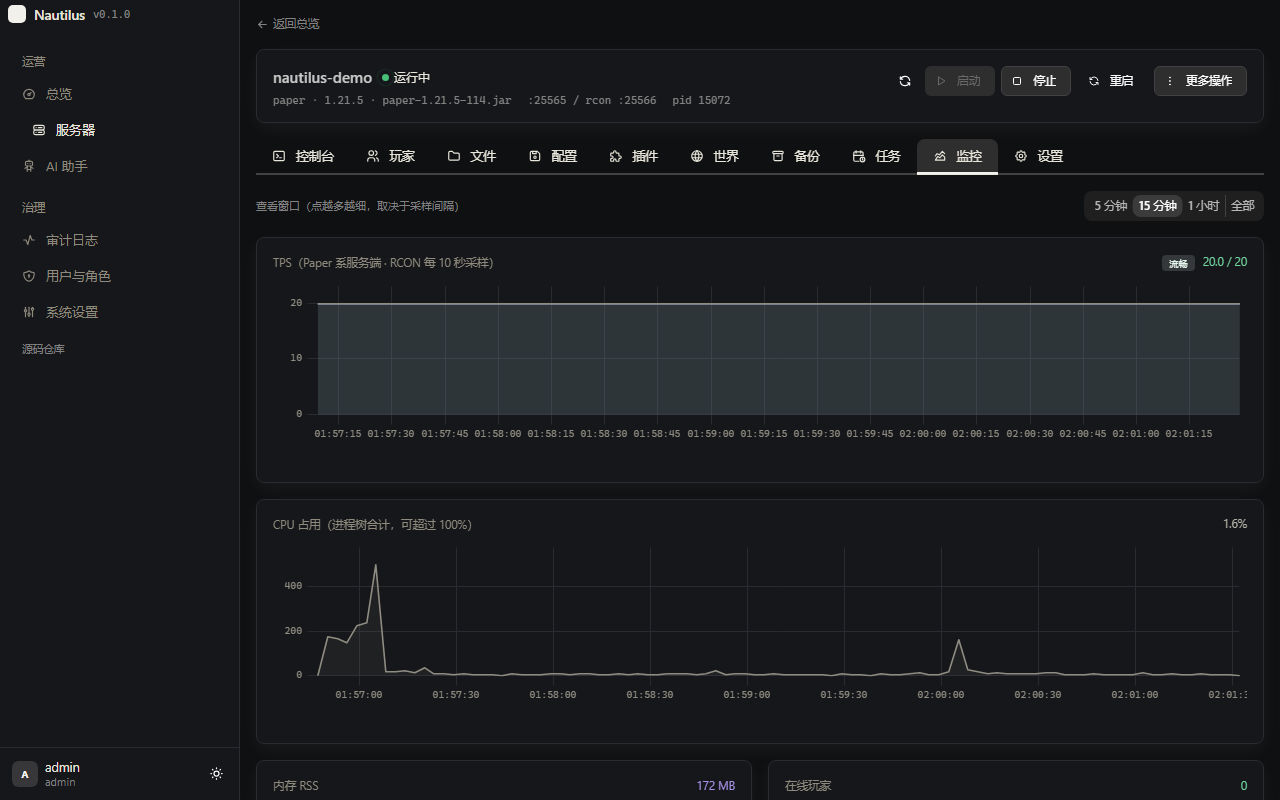 Nautilus v0.1.0
运营
总览
服务器
AI 助手
治理
审计日志
用户与角色
系统设置
源码仓库
A
admin
admin
← 返回总览
nautilus-demo 运行中
paper · 1.21.5 · paper-1.21.5-114.jar :25565 / rcon :25566 pid 15072
启动 停止 重启 更多操作
控制台 玩家 文件 配置 插件 世界 备份 任务 监控 设置
查看窗口（点越多越细，取决于采样间隔）
5 分钟 15 分钟 1 小时 全部
TPS（Paper 系服务端 · RCON 每 10 秒采样）
流畅 20.0 / 20
20
10
0
01:57:15 01:57:30 01:57:45 01:58:00 01:58:15 01:58:30 01:58:45 01:59:00 01:59:15 01:59:30 01:59:45 02:00:00 02:00:15 02:00:30 02:00:45 02:01:00 02:01:15
CPU 占用（进程树合计，可超过 100%）
1.6%
400
200
0
01:57:00 01:57:30 01:58:00 01:58:30 01:59:00 01:59:30 02:00:00 02:00:30 02:01:00
内存 RSS 172 MB
在线玩家 0